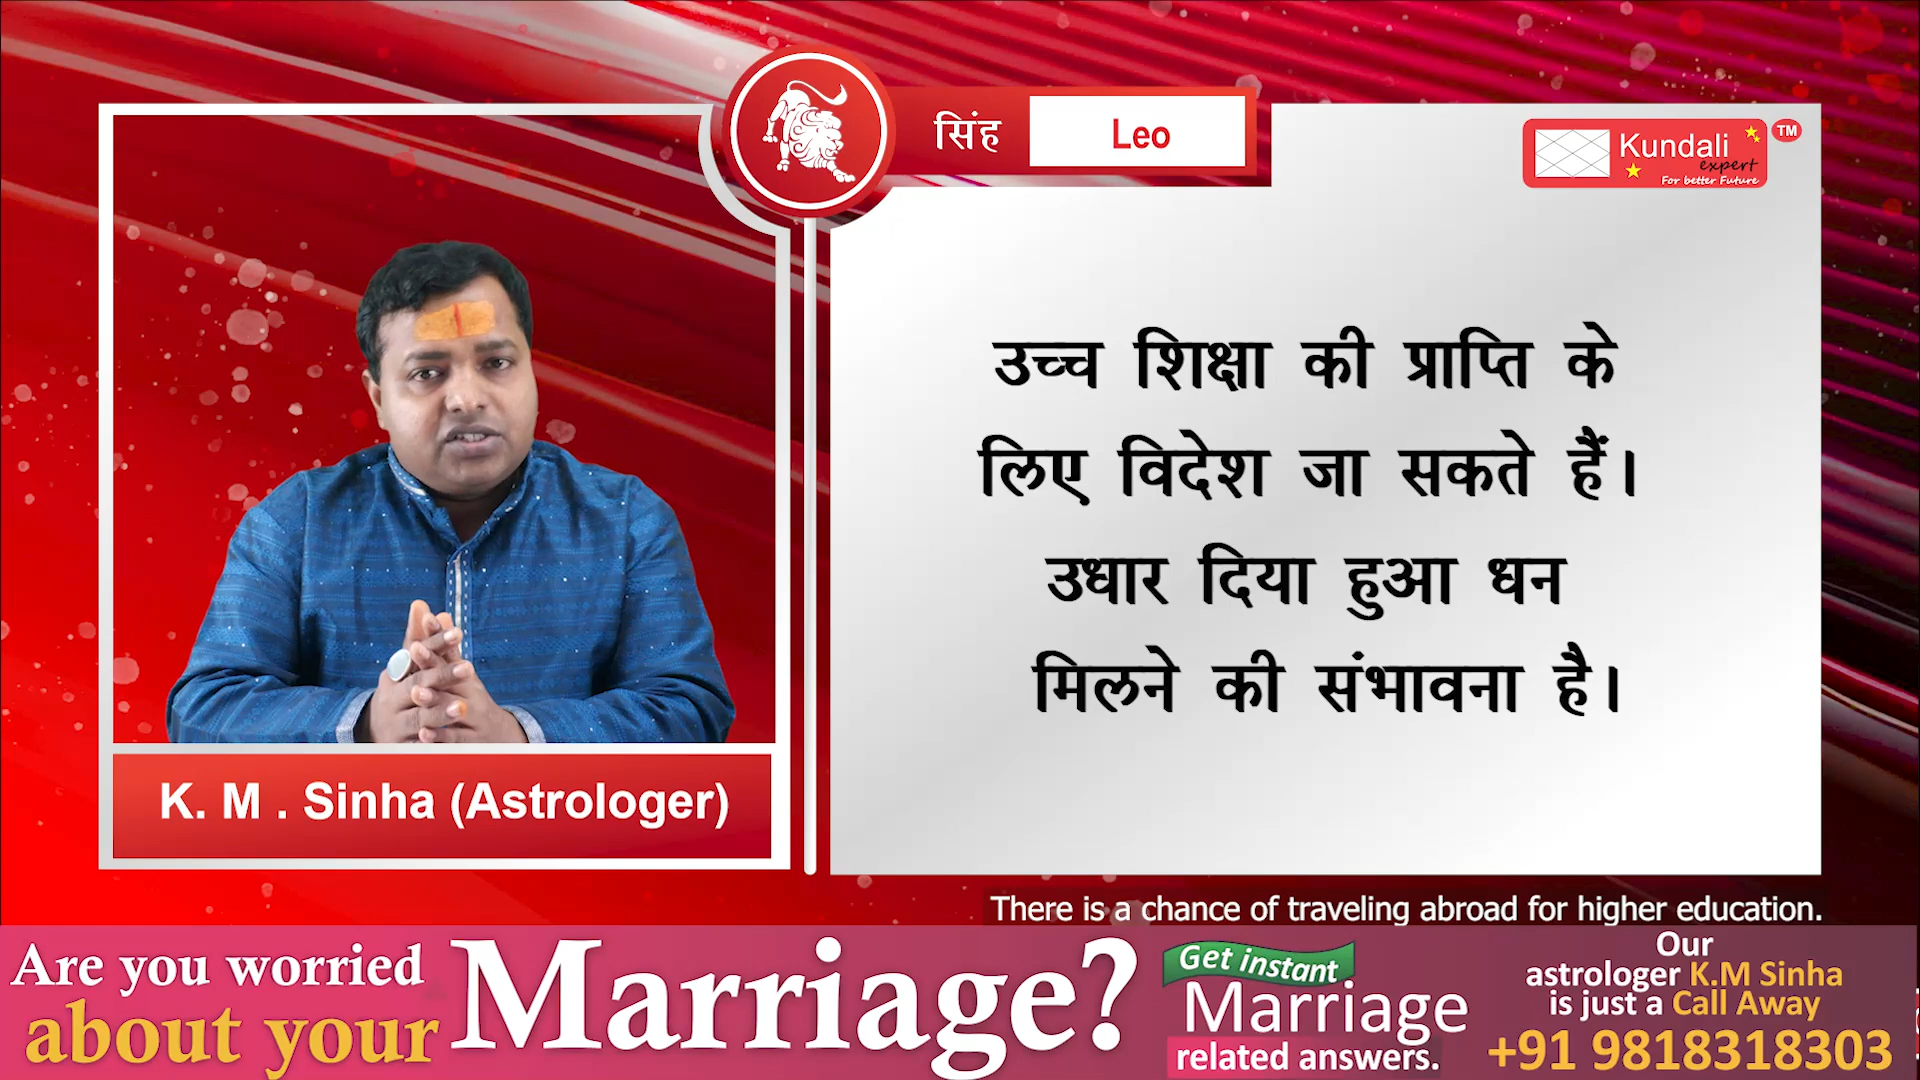 सिंह
Leo
Kundali
expert
For better Future
TM
उच्च शिक्षा की प्राप्ति के
लिए विदेश जा सकते हैं।
उधार दिया हुआ धन
मिलने की संभावना है।
K. M . Sinha (Astrologer)
There is a chance of traveling abroad for higher education.
Are you worried
about your
Marriage?
Get instant
Marriage
related answers.
Our
astrologer K.M Sinha
is just a Call Away
+91 9818318303